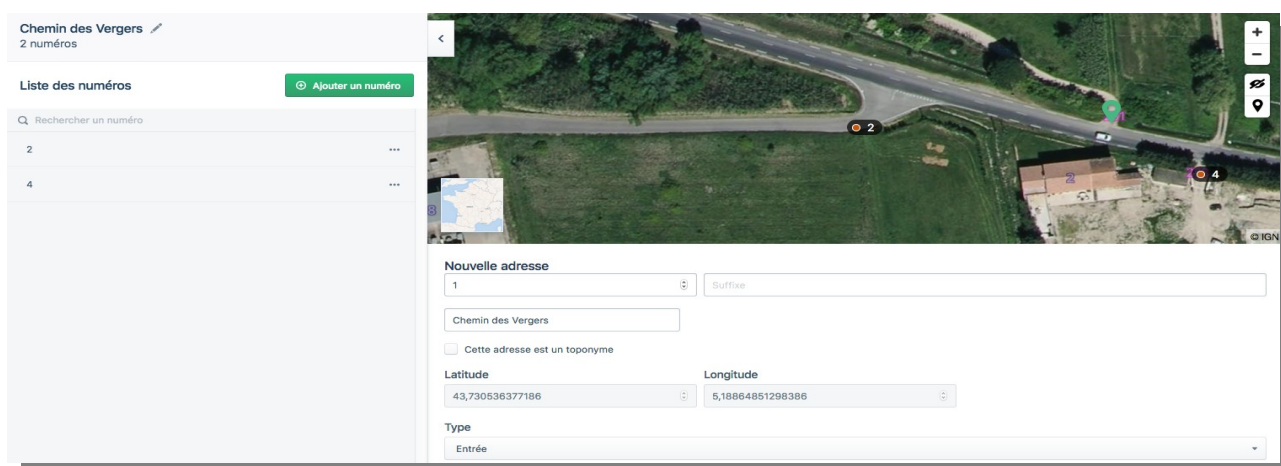 Chemin des Vergers
2 numéros
Liste des numéros
Ajouter un numéro
Rechercher un numéro
2
4
2
1
4
2
8
© IGN
Nouvelle adresse
1
Suffixe
Chemin des Vergers
Cette adresse est un toponyme
Latitude
Longitude
43,730536377186
5,18864851298386
Type
Entrée